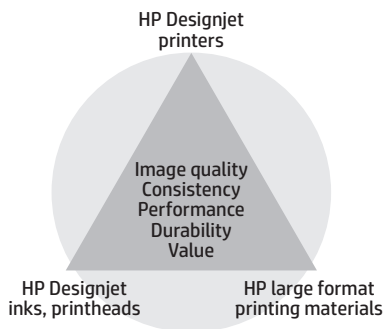 HP Designjet
printers
Image quality
Consistency
Performance
Durability
Value
HP Designjet
inks, printheads
HP large format
printing materials